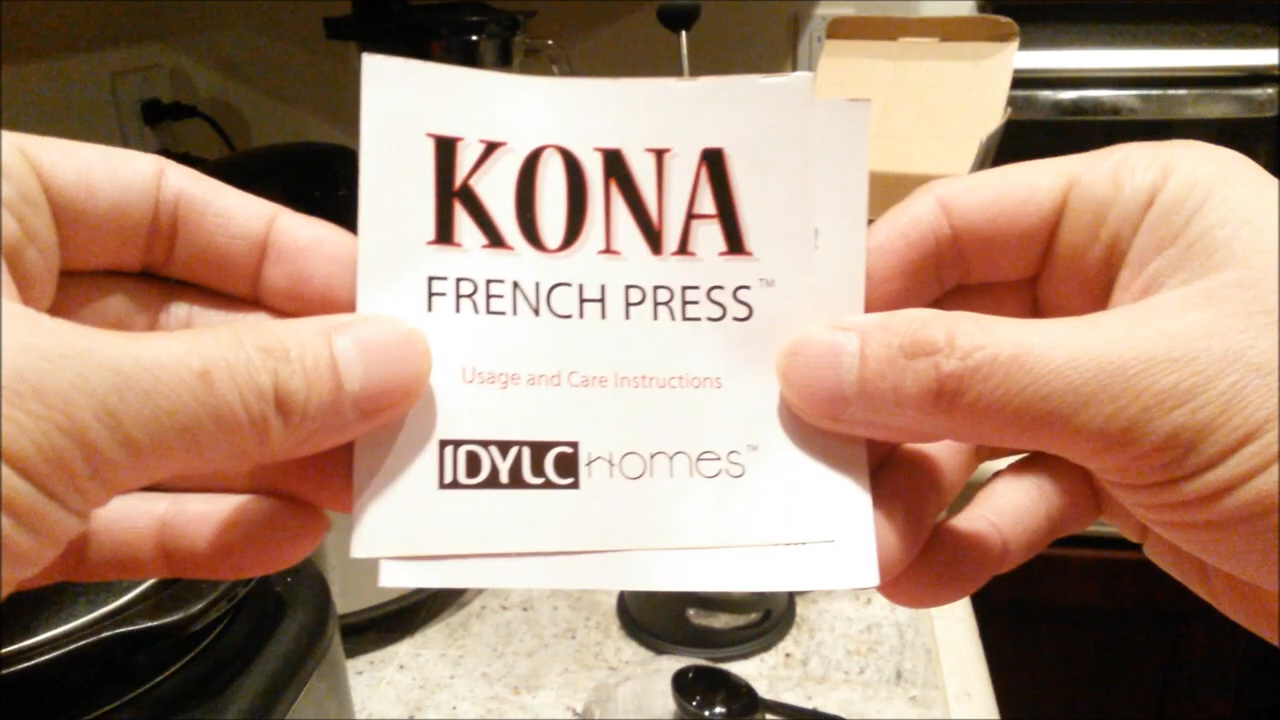 KONA
FRENCH PRESS™
Usage and Care Instructions
IDYLC Homes™